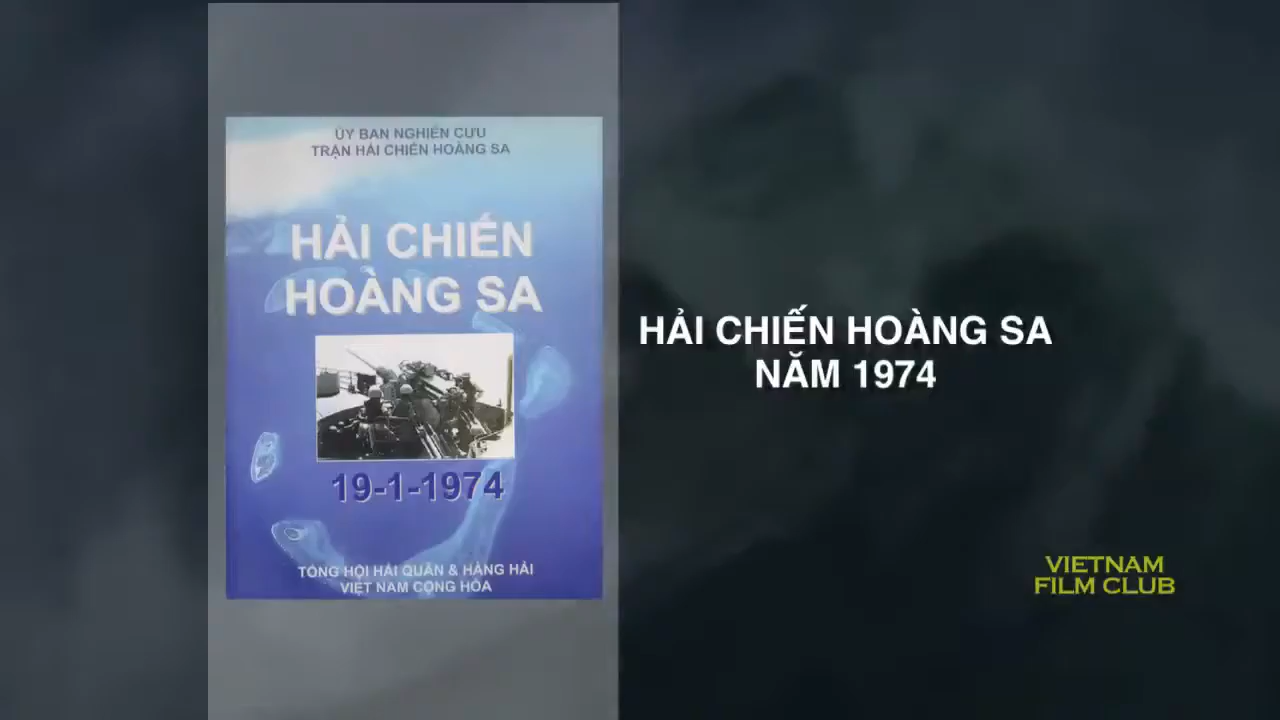 ỦY BAN NGHIÊN CỨU
TRẬN HẢI CHIẾN HOÀNG SA
HẢI CHIẾN
HOÀNG SA
19-1-1974
TỔNG HỘI HẢI QUÂN & HÀNG HẢI
VIỆT NAM CỘNG HÒA
HẢI CHIẾN HOÀNG SA
NĂM 1974
VIETNAM
FILM CLUB